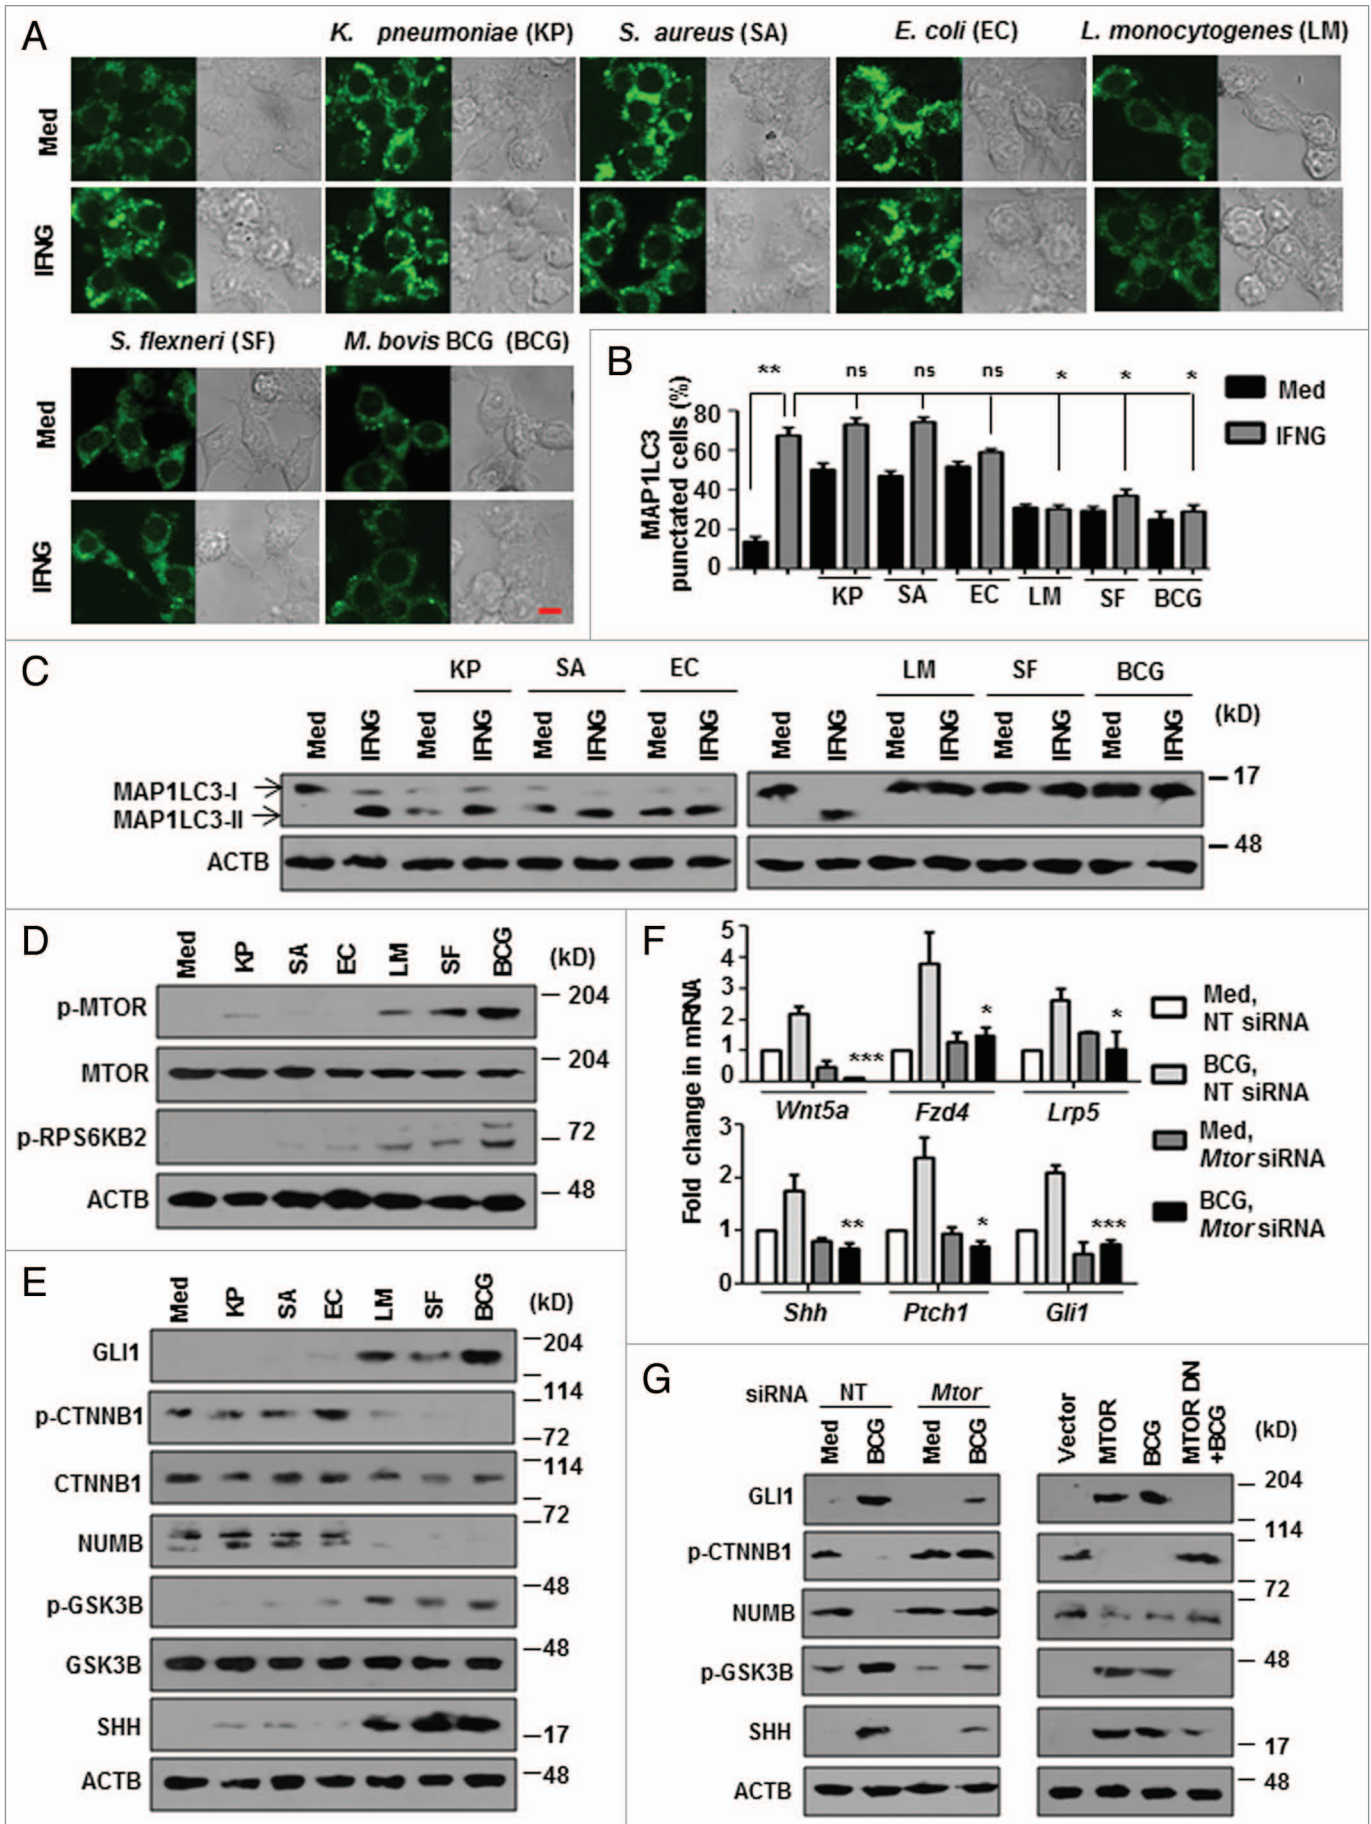 A
K. pneumoniae (KP)
S. aureus (SA)
E. coli (EC)
L. monocytogenes (LM)
Med
IFNG
S. flexneri (SF)
M. bovis BCG (BCG)
Med
IFNG
B
MAP1LC3
punctated cells (%)
80
60
40
20
0
** ns ns ns * * *
KP SA EC LM SF BCG
Med
IFNG
C
KP SA EC LM SF BCG
Med IFNG Med IFNG Med IFNG Med IFNG Med IFNG Med IFNG Med IFNG Med IFNG (kD)
MAP1LC3-I
MAP1LC3-II
17
ACTB
48
D
Med KP SA EC LM SF BCG (kD)
p-MTOR 204
MTOR 204
p-RPS6KB2 72
ACTB 48
E
Med KP SA EC LM SF BCG (kD)
GLI1 204
114
p-CTNNB1
72
CTNNB1 114
72
NUMB
p-GSK3B 48
GSK3B 48
SHH
17
ACTB 48
F
Fold change in mRNA
5
4
3
2
1
0
*** * *
Wnt5a Fzd4 Lrp5
3
2
1
0
** * ***
Shh Ptch1 Gli1
Med,
NT siRNA
BCG,
NT siRNA
Med,
Mtor siRNA
BCG,
Mtor siRNA
G
siRNA NT Mtor
Med BCG Med BCG
Vector MTOR BCG MTOR DN
+BCG
(kD)
GLI1 204
114
p-CTNNB1
72
NUMB
p-GSK3B 48
SHH
17
ACTB 48